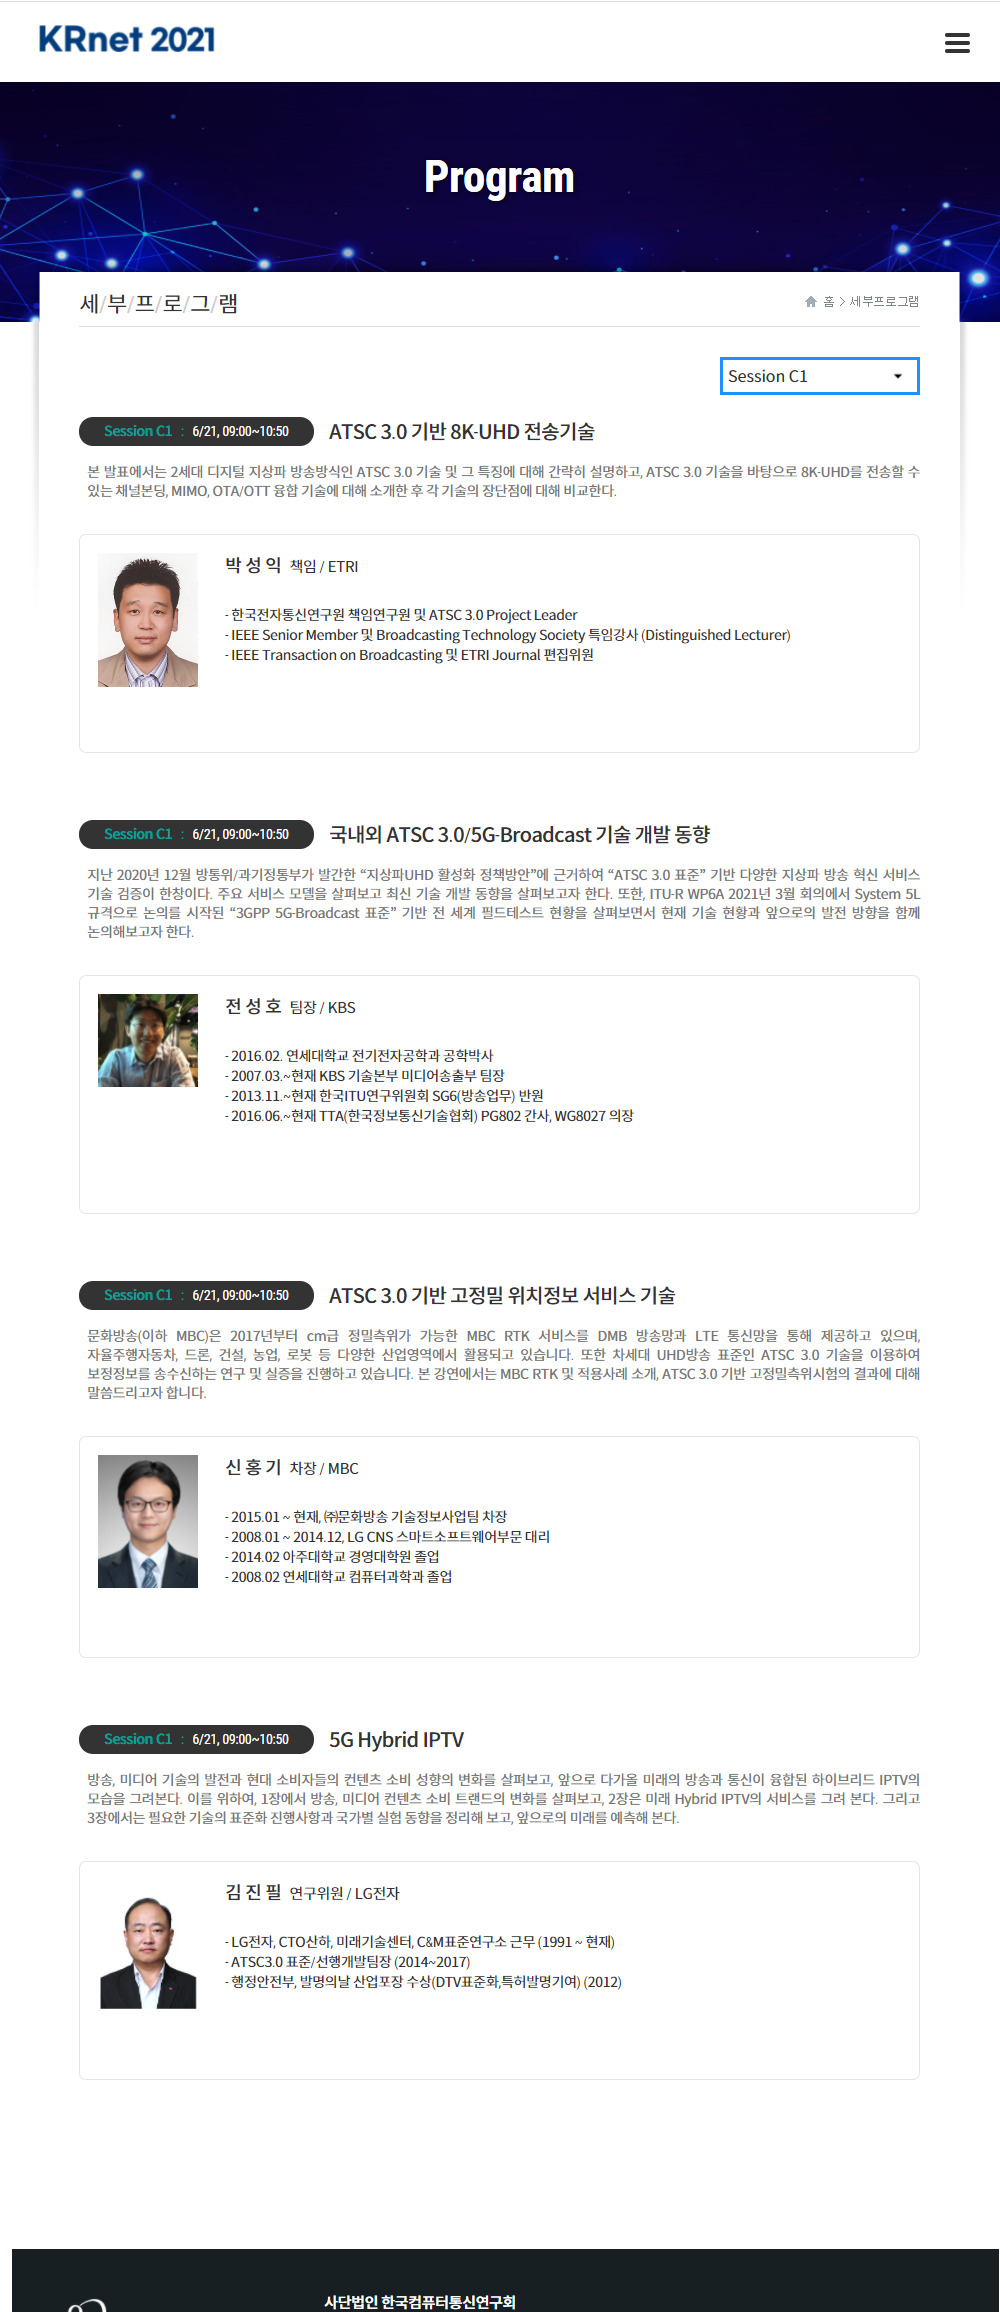 KRnet 2021
Program
세/부/프/로/그/램
홈 > 세부프로그램
Session C1
Session C1 : 6/21, 09:00~10:50 ATSC 3.0 기반 8K-UHD 전송기술
본 발표에서는 2세대 디지털 지상파 방송방식인 ATSC 3.0 기술 및 그 특징에 대해 간략히 설명하고, ATSC 3.0 기술을 바탕으로 8K-UHD를 전송할 수
있는 채널본딩, MIMO, OTA/OTT 융합 기술에 대해 소개한 후 각 기술의 장단점에 대해 비교한다.
박 성 익 책임 / ETRI
- 한국전자통신연구원 책임연구원 및 ATSC 3.0 Project Leader
- IEEE Senior Member 및 Broadcasting Technology Society 특임강사 (Distinguished Lecturer)
- IEEE Transaction on Broadcasting 및 ETRI Journal 편집위원
Session C1 : 6/21, 09:00~10:50 국내외 ATSC 3.0/5G-Broadcast 기술 개발 동향
지난 2020년 12월 방통위/과기정통부가 발간한 “지상파UHD 활성화 정책방안”에 근거하여 “ATSC 3.0 표준” 기반 다양한 지상파 방송 혁신 서비스
기술 검증이 한창이다. 주요 서비스 모델을 살펴보고 최신 기술 개발 동향을 살펴보고자 한다. 또한, ITU-R WP6A 2021년 3월 회의에서 System 5L
규격으로 논의를 시작된 “3GPP 5G-Broadcast 표준” 기반 전 세계 필드테스트 현황을 살펴보면서 현재 기술 현황과 앞으로의 발전 방향을 함께
논의해보고자 한다.
전 성 호 팀장 / KBS
- 2016.02. 연세대학교 전기전자공학과 공학박사
- 2007.03.~현재 KBS 기술본부 미디어송출부 팀장
- 2013.11.~현재 한국ITU연구위원회 SG6(방송업무) 반원
- 2016.06.~현재 TTA(한국정보통신기술협회) PG802 간사, WG8027 의장
Session C1 : 6/21, 09:00~10:50 ATSC 3.0 기반 고정밀 위치정보 서비스 기술
문화방송(이하 MBC)은 2017년부터 cm급 정밀측위가 가능한 MBC RTK 서비스를 DMB 방송망과 LTE 통신망을 통해 제공하고 있으며,
자율주행자동차, 드론, 건설, 농업, 로봇 등 다양한 산업영역에서 활용되고 있습니다. 또한 차세대 UHD방송 표준인 ATSC 3.0 기술을 이용하여
보정정보를 송수신하는 연구 및 실증을 진행하고 있습니다. 본 강연에서는 MBC RTK 및 적용사례 소개, ATSC 3.0 기반 고정밀측위시험의 결과에 대해
말씀드리고자 합니다.
신 홍 기 차장 / MBC
- 2015.01 ~ 현재, ㈜문화방송 기술정보사업팀 차장
- 2008.01 ~ 2014.12, LG CNS 스마트소프트웨어부문 대리
- 2014.02 아주대학교 경영대학원 졸업
- 2008.02 연세대학교 컴퓨터과학과 졸업
Session C1 : 6/21, 09:00~10:50 5G Hybrid IPTV
방송, 미디어 기술의 발전과 현대 소비자들의 컨텐츠 소비 성향의 변화를 살펴보고, 앞으로 다가올 미래의 방송과 통신이 융합된 하이브리드 IPTV의
모습을 그려본다. 이를 위하여, 1장에서 방송, 미디어 컨텐츠 소비 트랜드의 변화를 살펴보고, 2장은 미래 Hybrid IPTV의 서비스를 그려 본다. 그리고
3장에서는 필요한 기술의 표준화 진행사항과 국가별 실험 동향을 정리해 보고, 앞으로의 미래를 예측해 본다.
김 진 필 연구위원 / LG전자
- LG전자, CTO산하, 미래기술센터, C&M표준연구소 근무 (1991 ~ 현재)
- ATSC3.0 표준/선행개발팀장 (2014~2017)
- 행정안전부, 발명의날 산업포장 수상(DTV표준화,특허발명기여) (2012)
사단법인 한국컴퓨터통신연구회